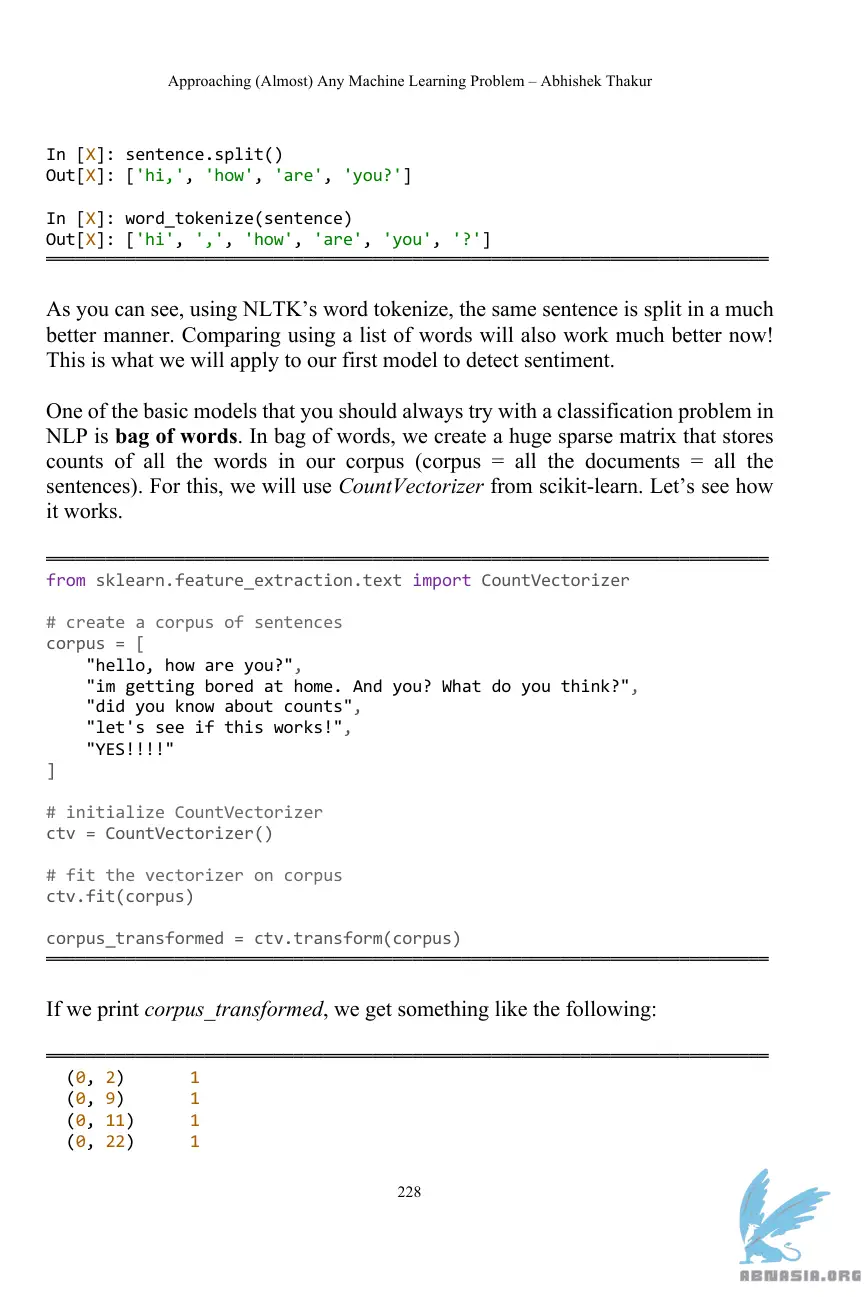 Approaching (Almost) Any Machine Learning Problem – Abhishek Thakur
In [X]: sentence.split()
Out[X]: ['hi,', 'how', 'are', 'you?']
In [X]: word_tokenize(sentence)
Out[X]: ['hi', ',', 'how', 'are', 'you', '?']
As you can see, using NLTK’s word tokenize, the same sentence is split in a much
better manner. Comparing using a list of words will also work much better now!
This is what we will apply to our first model to detect sentiment.
One of the basic models that you should always try with a classification problem in
NLP is bag of words. In bag of words, we create a huge sparse matrix that stores
counts of all the words in our corpus (corpus = all the documents = all the
sentences). For this, we will use CountVectorizer from scikit-learn. Let’s see how
it works.
from sklearn.feature_extraction.text import CountVectorizer
# create a corpus of sentences
corpus = [
    "hello, how are you?",
    "im getting bored at home. And you? What do you think?",
    "did you know about counts",
    "let's see if this works!",
    "YES!!!!"
]
# initialize CountVectorizer
ctv = CountVectorizer()
# fit the vectorizer on corpus
ctv.fit(corpus)
corpus_transformed = ctv.transform(corpus)
If we print corpus_transformed, we get something like the following:
(0, 2) 1
(0, 9) 1
(0, 11) 1
(0, 22) 1
228
ABNASIA.ORG